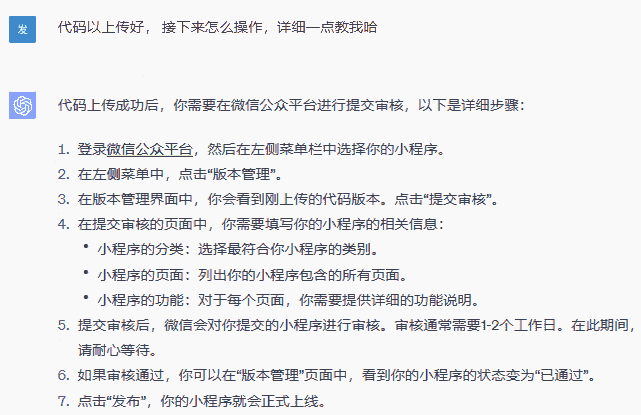 发
代码以上传好， 接下来怎么操作，详细一点教我哈
代码上传成功后，你需要在微信公众平台进行提交审核，以下是详细步骤：
1. 登录微信公众平台，然后在左侧菜单栏中选择你的小程序。
2. 在左侧菜单中，点击“版本管理”。
3. 在版本管理界面中，你会看到刚上传的代码版本。点击“提交审核”。
4. 在提交审核的页面中，你需要填写你的小程序的相关信息：
• 小程序的分类：选择最符合你小程序的类别。
• 小程序的页面：列出你的小程序包含的所有页面。
• 小程序的功能：对于每个页面，你需要提供详细的功能说明。
5. 提交审核后，微信会对你提交的小程序进行审核。审核通常需要1-2个工作日。在此期间，
请耐心等待。
6. 如果审核通过，你可以在“版本管理”页面中，看到你的小程序的状态变为“已通过”。
7. 点击“发布”，你的小程序就会正式上线。